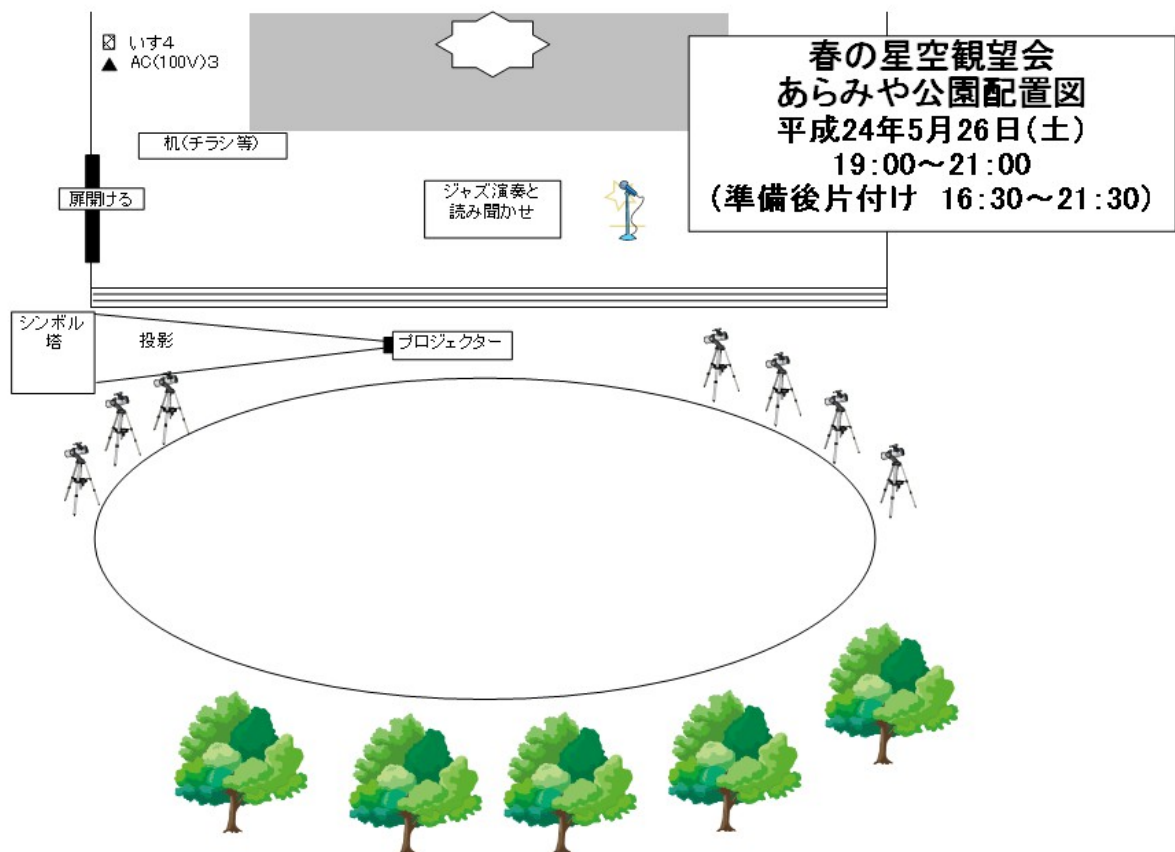 いす4
▲ AC(100V)3
春の星空観望会
あらみや公園配置図
平成24年5月26日(土)
19:00～21:00
(準備後片付け 16:30～21:30)
机(チラシ等)
扉開ける
ジャズ演奏と
読み聞かせ
シンボル
塔
投影
プロジェクター